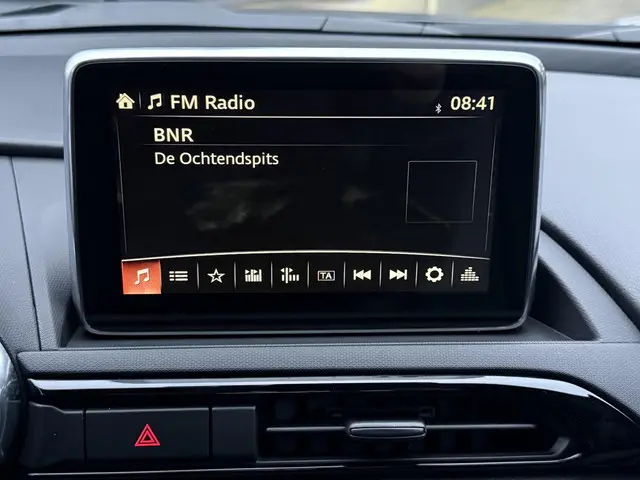 FM Radio
08:41
BNR
De Ochtendspits
TA